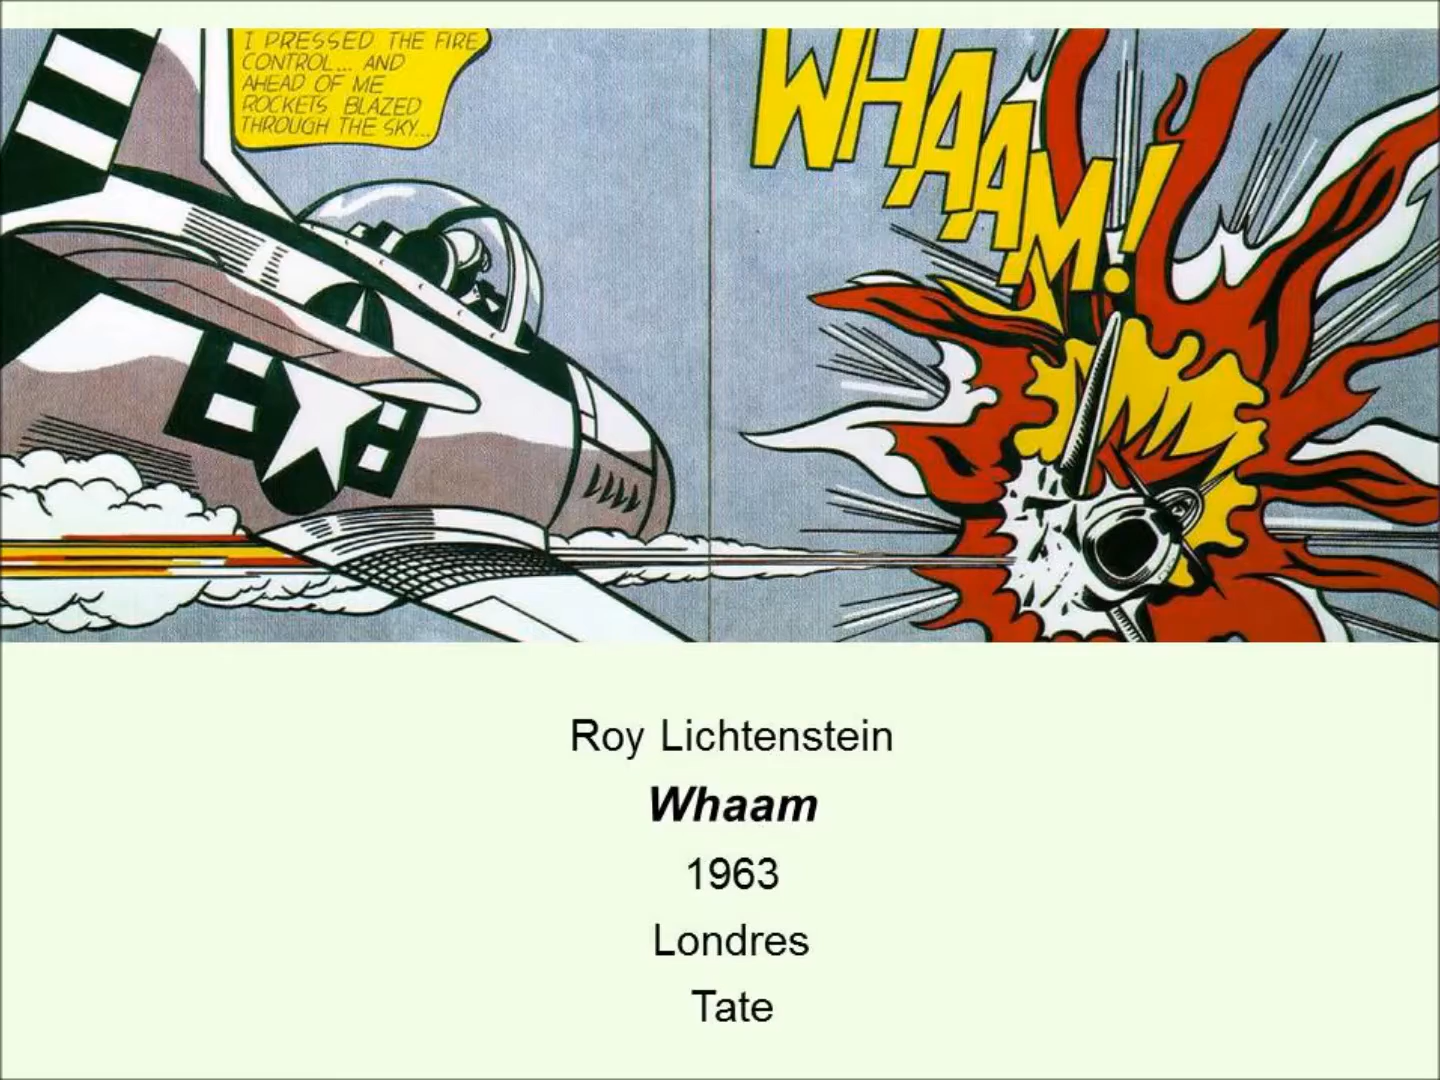 I PRESSED THE FIRE
CONTROL... AND
AHEAD OF ME
ROCKETS BLAZED
THROUGH THE SKY...
WHAAM!
Roy Lichtenstein
Whaam
1963
Londres
Tate